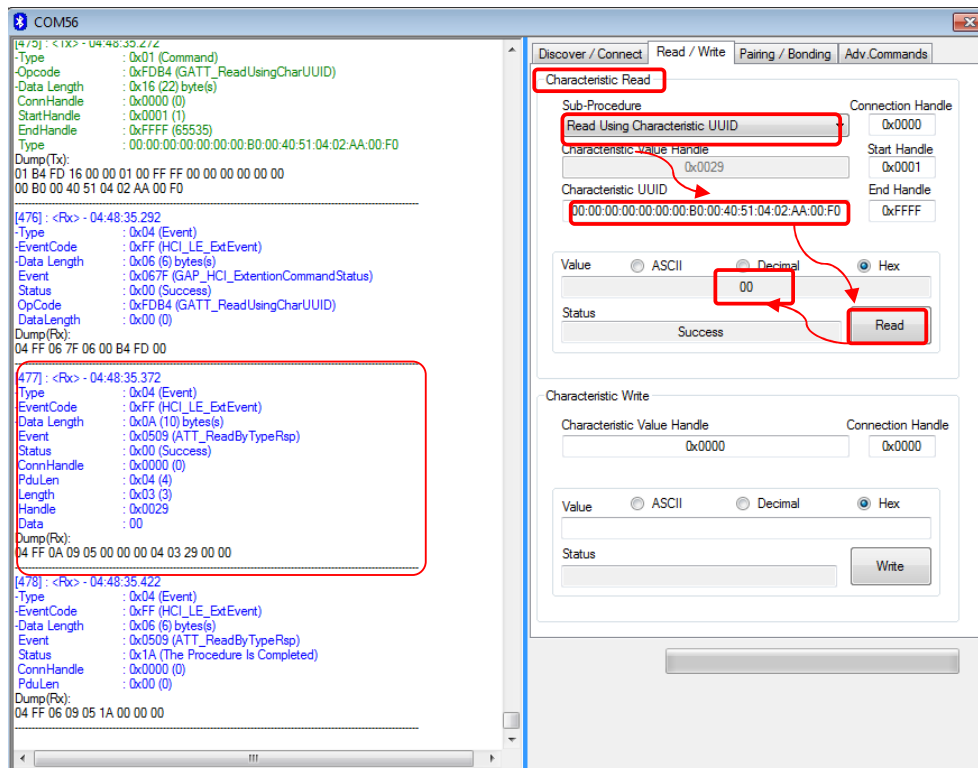 COM56
[475] : <Tx> - 04:48:35.272
-Type : 0x01 (Command)
-Opcode : 0xFDB4 (GATT_ReadUsingCharUUID)
-Data Length : 0x16 (22) byte(s)
ConnHandle : 0x0000 (0)
StartHandle : 0x0001 (1)
EndHandle : 0xFFFF (65535)
Type : 00:00:00:00:00:00:00:B0:00:40:51:04:02:AA:00:F0
Dump(Tx):
01 B4 FD 16 00 00 01 00 FF FF 00 00 00 00 00 00
00 B0 00 40 51 04 02 AA 00 F0
[476] : <Rx> - 04:48:35.292
-Type : 0x04 (Event)
-EventCode : 0xFF (HCI_LE_ExtEvent)
-Data Length : 0x06 (6) bytes(s)
Event : 0x067F (GAP_HCI_ExtentionCommandStatus)
Status : 0x00 (Success)
OpCode : 0xFDB4 (GATT_ReadUsingCharUUID)
DataLength : 0x00 (0)
Dump(Rx):
04 FF 06 7F 06 00 B4 FD 00
[477] : <Rx> - 04:48:35.372
-Type : 0x04 (Event)
-EventCode : 0xFF (HCI_LE_ExtEvent)
-Data Length : 0x0A (10) bytes(s)
Event : 0x0509 (ATT_ReadByTypeRsp)
Status : 0x00 (Success)
ConnHandle : 0x0000 (0)
PduLen : 0x04 (4)
Length : 0x03 (3)
Handle : 0x0029
Data : 00
Dump(Rx):
04 FF 0A 09 05 00 00 00 04 03 29 00 00
[478] : <Rx> - 04:48:35.422
-Type : 0x04 (Event)
-EventCode : 0xFF (HCI_LE_ExtEvent)
-Data Length : 0x06 (6) bytes(s)
Event : 0x0509 (ATT_ReadByTypeRsp)
Status : 0x1A (The Procedure Is Completed)
ConnHandle : 0x0000 (0)
PduLen : 0x00 (0)
Dump(Rx):
04 FF 06 09 05 1A 00 00 00
Discover / Connect Read / Write Pairing / Bonding Adv.Commands
Characteristic Read
Sub-Procedure Connection Handle
Read Using Characteristic UUID 0x0000
Characteristic Value Handle Start Handle
0x0029 0x0001
Characteristic UUID End Handle
00:00:00:00:00:00:00:B0:00:40:51:04:02:AA:00:F0 0xFFFF
Value ASCII Decimal Hex
00
Status
Success Read
Characteristic Write
Characteristic Value Handle Connection Handle
0x0000 0x0000
Value ASCII Decimal Hex
Status
Write